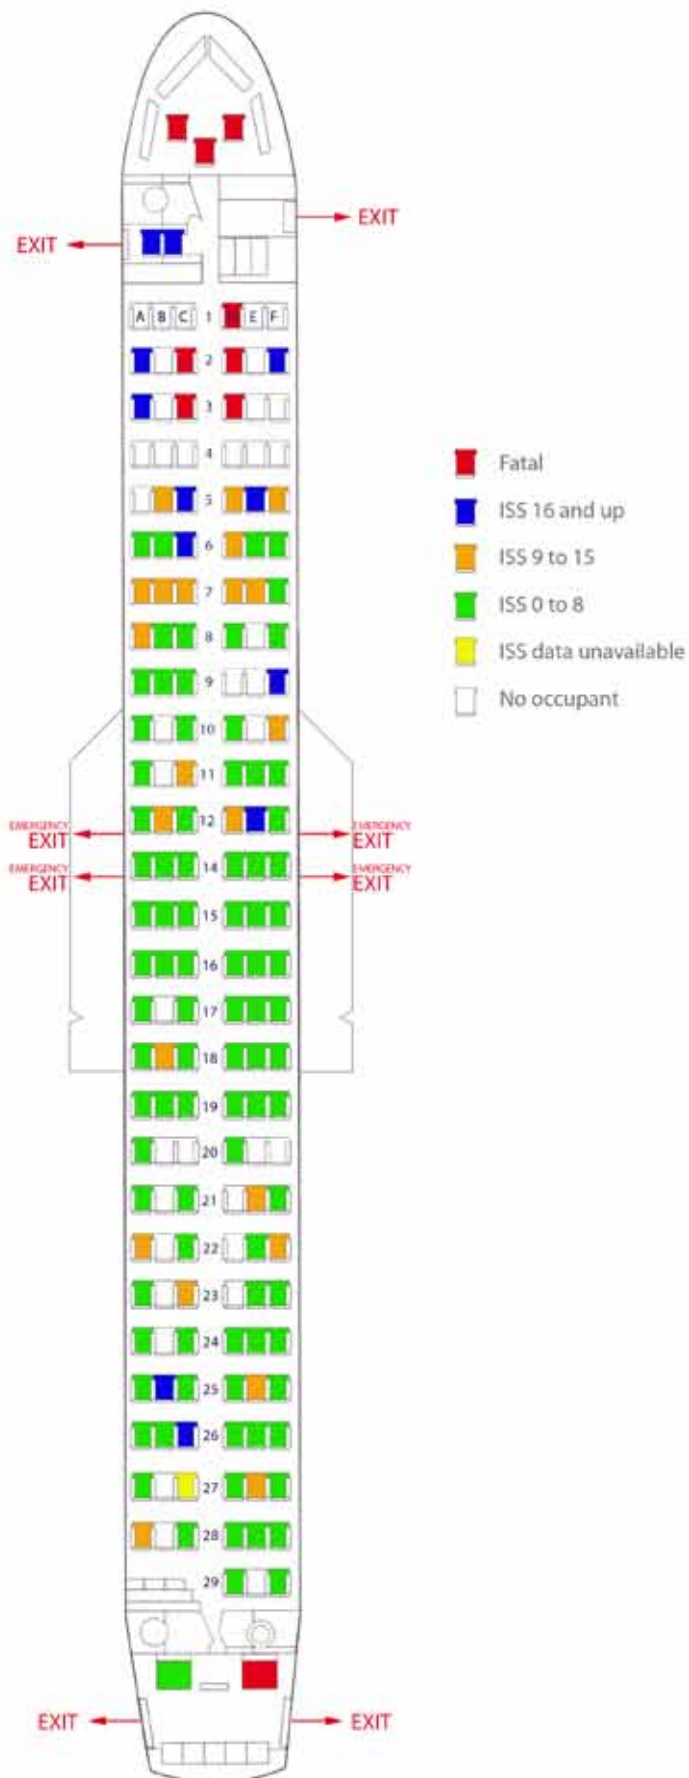 EXIT
EXIT
A B C 1 E F
2
3
4
5
6
7
8
9
10
11
12
EMERGENCY
EXIT
EMERGENCY
EXIT
14
EMERGENCY
EXIT
EMERGENCY
EXIT
15
16
17
18
19
20
21
22
23
24
25
26
27
28
29
EXIT
EXIT
Fatal
ISS 16 and up
ISS 9 to 15
ISS 0 to 8
ISS data unavailable
No occupant